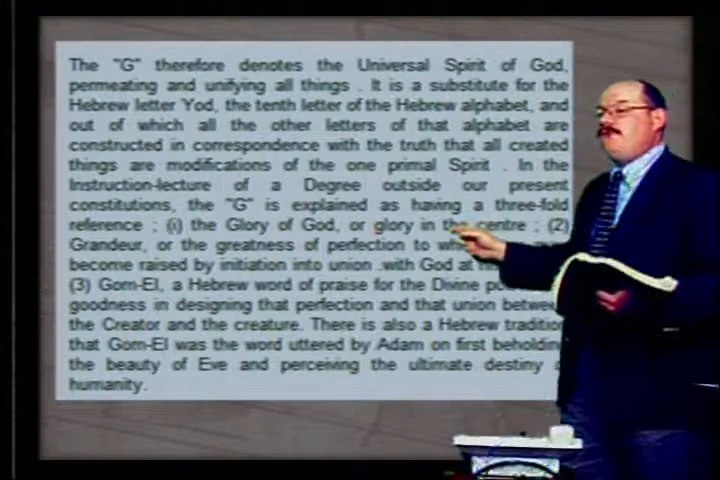 The "G" therefore denotes the Universal Spirit of God,
permeating and unifying all things . It is a substitute for the
Hebrew letter Yod, the tenth letter of the Hebrew alphabet, and
out of which all the other letters of that alphabet are
constructed in correspondence with the truth that all created
things are modifications of the one primal Spirit . In the
Instruction-lecture of a Degree outside our present
constitutions, the "G" is explained as having a three-fold
reference ; (i) the Glory of God, or glory in the centre ; (2)
Grandeur, or the greatness of perfection to
become raised by initiation into union .with God at
(3) Gom-El, a Hebrew word of praise for the Divine
goodness in designing that perfection and that union between
the Creator and the creature. There is also a Hebrew tradition
that Gom-El was the word uttered by Adam on first beholding
the beauty of Eve and perceiving the ultimate destiny
humanity.